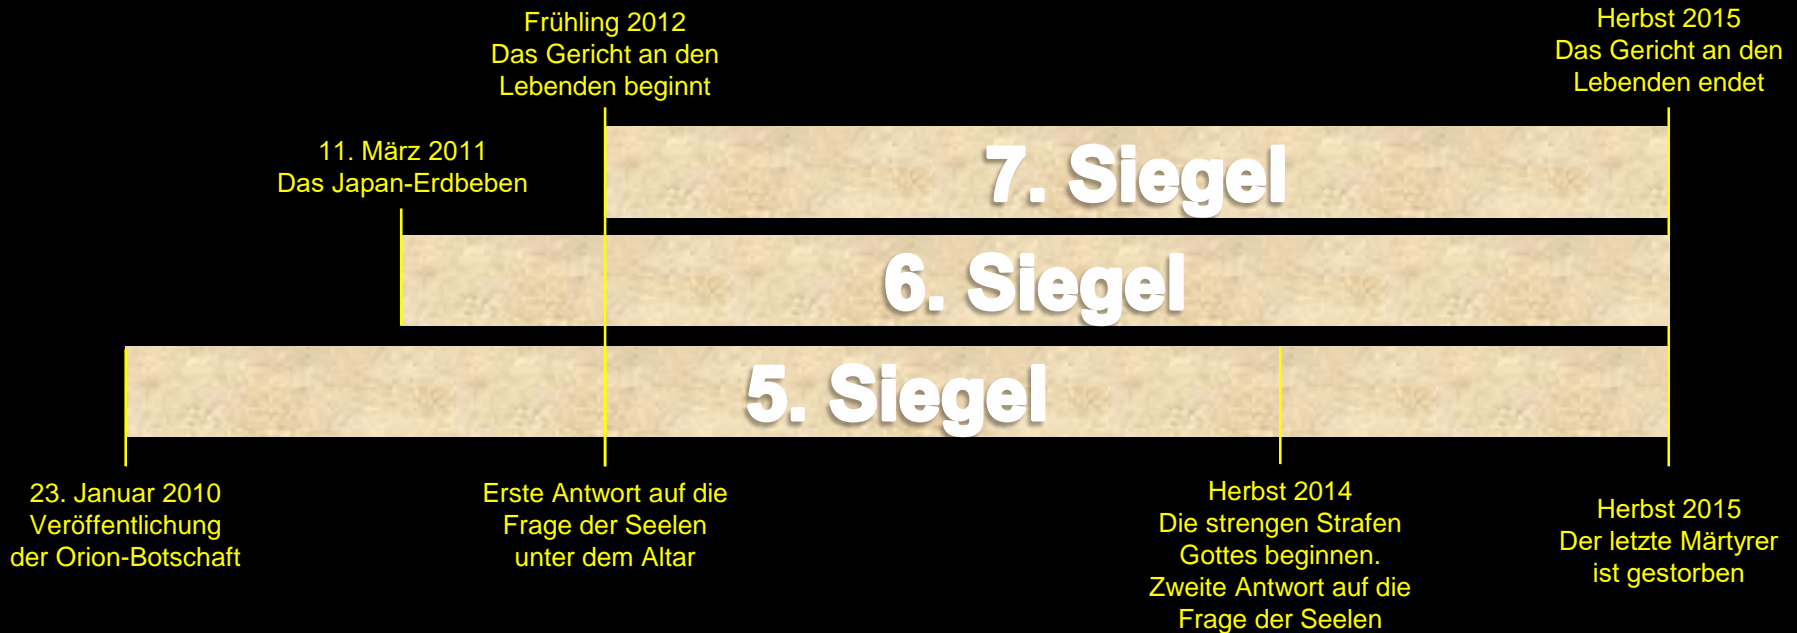 Frühling 2012
Das Gericht an den
Lebenden beginnt
Herbst 2015
Das Gericht an den
Lebenden endet
11. März 2011
Das Japan-Erdbeben
7. Siegel
6. Siegel
5. Siegel
23. Januar 2010
Veröffentlichung
der Orion-Botschaft
Erste Antwort auf die
Frage der Seelen
unter dem Altar
Herbst 2014
Die strengen Strafen
Gottes beginnen.
Zweite Antwort auf die
Frage der Seelen
Herbst 2015
Der letzte Märtyrer
ist gestorben